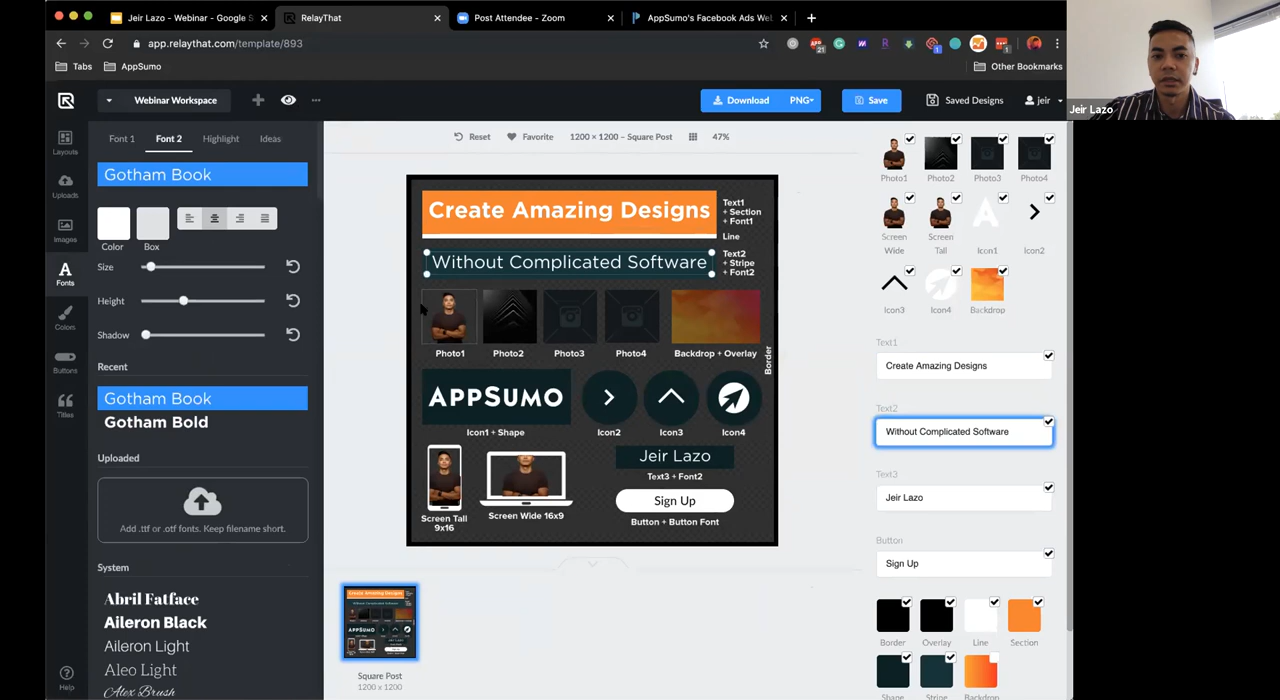 Jeir Lazo - Webinar - Google S
RelayThat
Post Attendee - Zoom
AppSumo's Facebook Ads Web
app.relaythat.com/template/893
21
1
Tabs
AppSumo
Other Bookmarks
Webinar Workspace
Download
PNG
Save
Saved Designs
jeir
Jeir Lazo
Layouts
Uploads
Images
Fonts
Colors
Buttons
Titles
Help
Font 1
Font 2
Highlight
Ideas
Gotham Book
Color
Box
Size
Height
Shadow
Recent
Gotham Book
Gotham Bold
Uploaded
Add .ttf or .otf fonts. Keep filename short.
System
Abril Fatface
Aileron Black
Aileron Light
Aleo Light
Alex Brush
Reset
Favorite
1200 × 1200 – Square Post
47%
Create Amazing Designs
Text1
+ Section
+ Font1
Line
Without Complicated Software
Text2
+ Stripe
+ Font2
Photo1
Photo2
Photo3
Photo4
Backdrop + Overlay
Border
APPSUMO
Icon1 + Shape
Icon2
Icon3
Icon4
Screen Tall
9x16
Screen Wide 16x9
Jeir Lazo
Text3 + Font2
Sign Up
Button + Button Font
Square Post
1200 × 1200
Photo1
Photo2
Photo3
Photo4
Screen
Wide
Screen
Tall
Icon1
Icon2
Icon3
Icon4
Backdrop
Text1
Create Amazing Designs
Text2
Without Complicated Software
Text3
Jeir Lazo
Button
Sign Up
Border
Overlay
Line
Section
Shape
Stripe
Backdrop